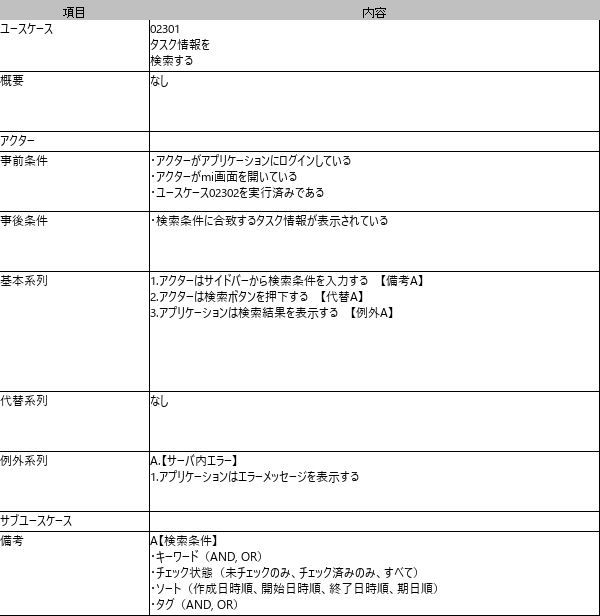 項目 内容
ユースケース 02301
タスク情報を
検索する
概要 なし
アクター
事前条件 ・アクターがアプリケーションにログインしている
・アクターがmi画面を開いている
・ユースケース02302を実行済みである
事後条件 ・検索条件に合致するタスク情報が表示されている
基本系列 1.アクターはサイドバーから検索条件を入力する 【備考A】
2.アクターは検索ボタンを押下する 【代替A】
3.アプリケーションは検索結果を表示する 【例外A】
代替系列 なし
例外系列 A.【サーバ内エラー】
1.アプリケーションはエラーメッセージを表示する
サブユースケース
備考 A【検索条件】
・キーワード（AND, OR）
・チェック状態（未チェックのみ、チェック済みのみ、すべて）
・ソート（作成日時順、開始日時順、終了日時順、期日順）
・タグ（AND, OR）